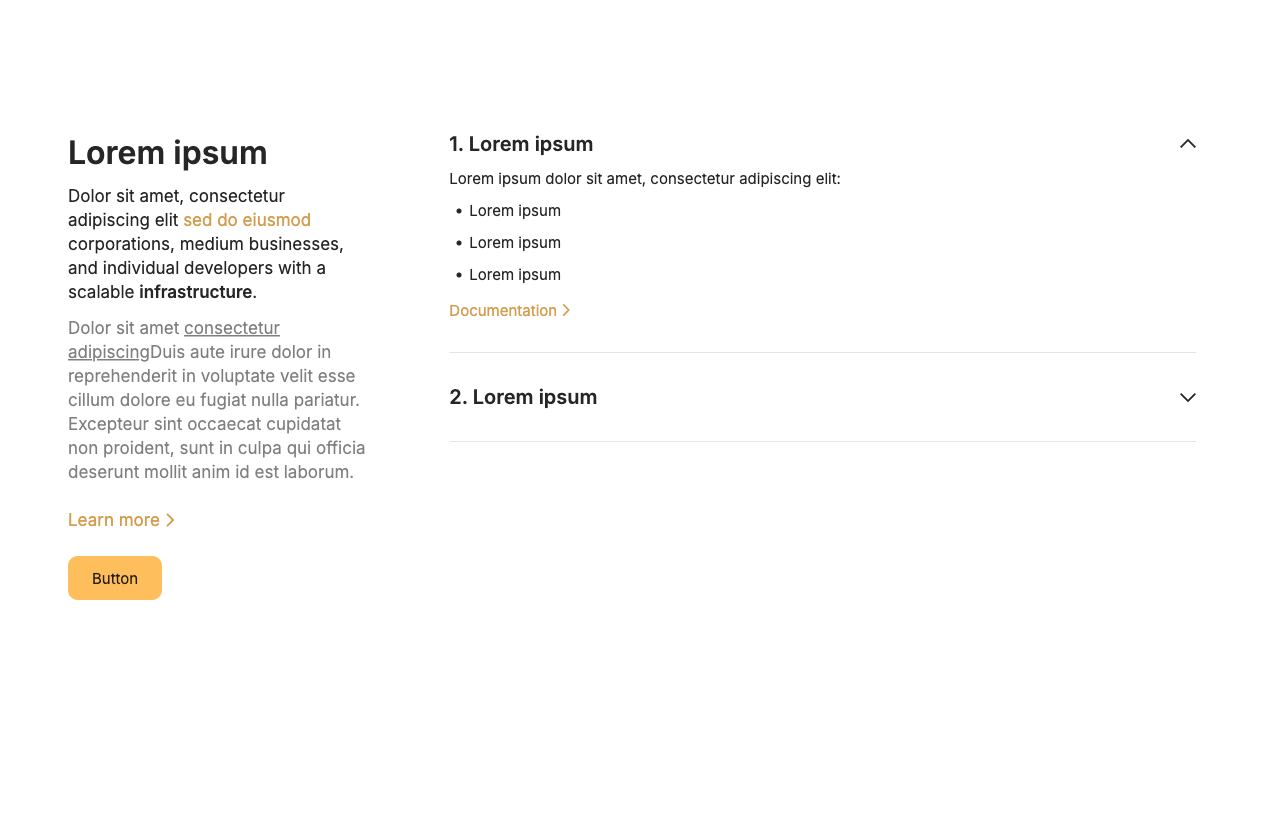 Lorem ipsum
Dolor sit amet, consectetur
adipiscing elit sed do eiusmod
corporations, medium businesses,
and individual developers with a
scalable infrastructure.
Dolor sit amet consectetur
adipiscingDuis aute irure dolor in
reprehenderit in voluptate velit esse
cillum dolore eu fugiat nulla pariatur.
Excepteur sint occaecat cupidatat
non proident, sunt in culpa qui officia
deserunt mollit anim id est laborum.
Learn more
Button
1. Lorem ipsum
Lorem ipsum dolor sit amet, consectetur adipiscing elit:
• Lorem ipsum
• Lorem ipsum
• Lorem ipsum
Documentation
2. Lorem ipsum